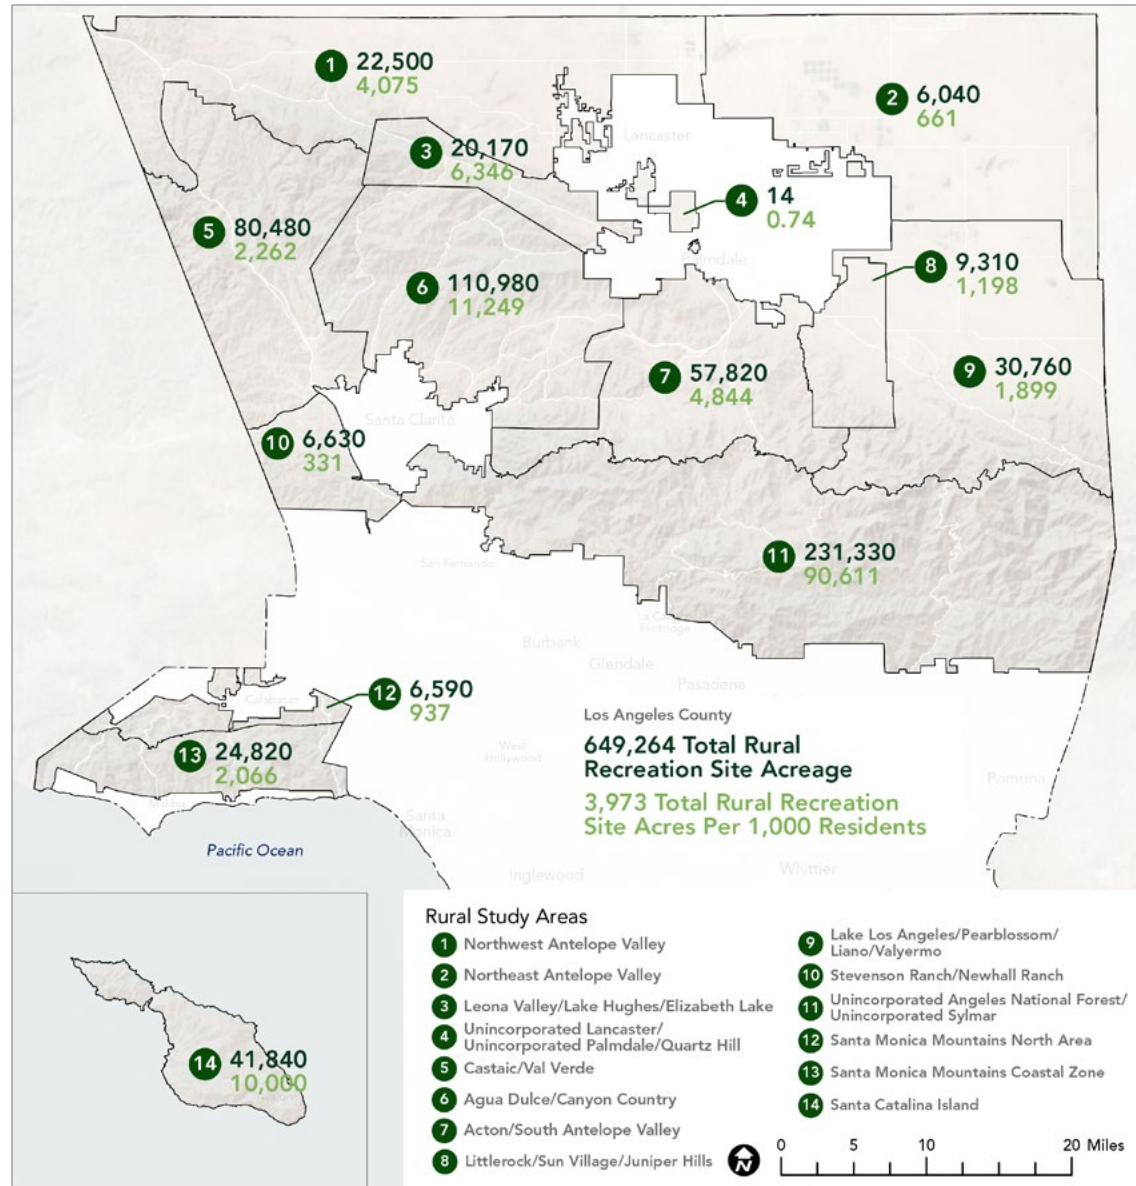 1 22,500
4,075
2 6,040
661
Lancaster
3 20,170
6,346
4 14
0.74
5 80,480
2,262
Palmdale
8 9,310
1,198
6 110,980
11,249
7 57,820
4,844
9 30,760
1,899
Santa Clarita
10 6,630
331
11 231,330
90,611
San Fernando
La Cañada
Flintridge
Burbank
Glendale
Pasadena
12 6,590
937
Calabasas
13 24,820
2,066
Malibu
Los Angeles County
649,264 Total Rural
Recreation Site Acreage
3,973 Total Rural Recreation
Site Acres Per 1,000 Residents
West
Hollywood
Pomona
Santa
Monica
Pacific Ocean
Inglewood
Whittier
14 41,840
10,000
Rural Study Areas
1 Northwest Antelope Valley
2 Northeast Antelope Valley
3 Leona Valley/Lake Hughes/Elizabeth Lake
4 Unincorporated Lancaster/
Unincorporated Palmdale/Quartz Hill
5 Castaic/Val Verde
6 Agua Dulce/Canyon Country
7 Acton/South Antelope Valley
8 Littlerock/Sun Village/Juniper Hills
9 Lake Los Angeles/Pearblossom/
Liano/Valyermo
10 Stevenson Ranch/Newhall Ranch
11 Unincorporated Angeles National Forest/
Unincorporated Sylmar
12 Santa Monica Mountains North Area
13 Santa Monica Mountains Coastal Zone
14 Santa Catalina Island
N
0 5 10 20 Miles